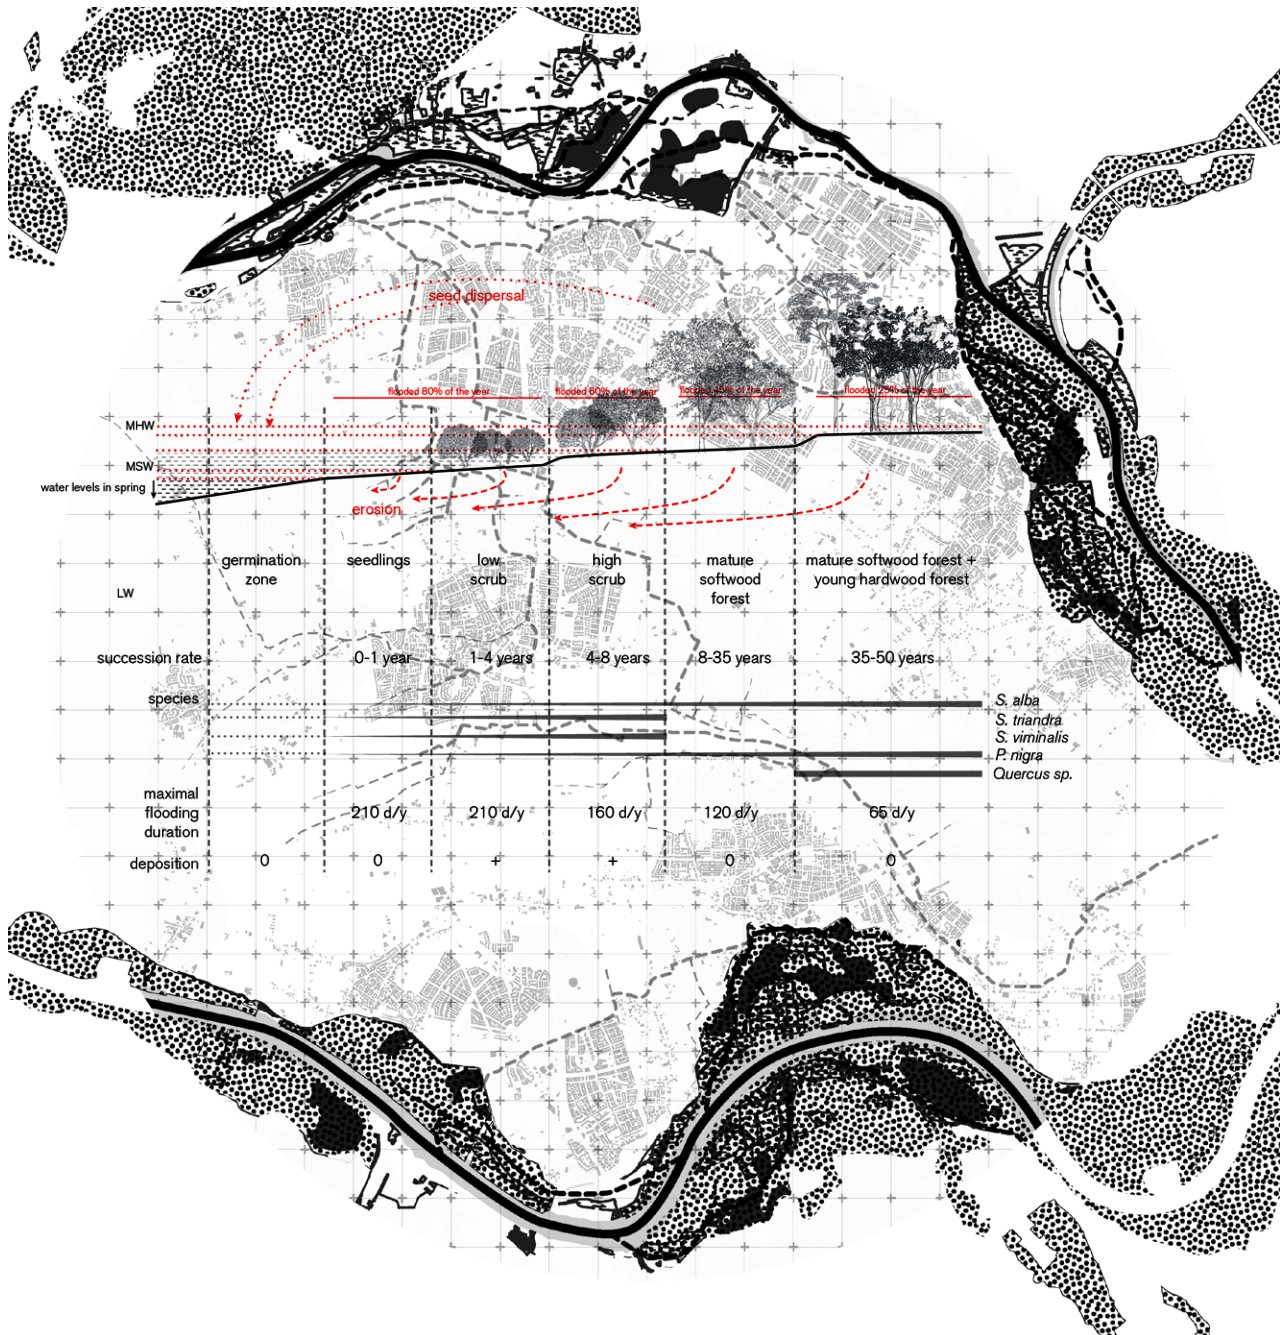 seed dispersal
flooded 80% of the year
flooded 60% of the year
flooded 45% of the year
flooded 25% of the year
MHW
MSW
water levels in spring
erosion
germination
zone
seedlings
low
scrub
high
scrub
mature
softwood
forest
mature softwood forest +
young hardwood forest
LW
succession rate
0-1 year
1-4 years
4-8 years
8-35 years
35-50 years
species
S. alba
S. triandra
S. viminalis
P. nigra
Quercus sp.
maximal
flooding
duration
210 d/y
210 d/y
160 d/y
120 d/y
65 d/y
deposition
0
0
+
+
0
0